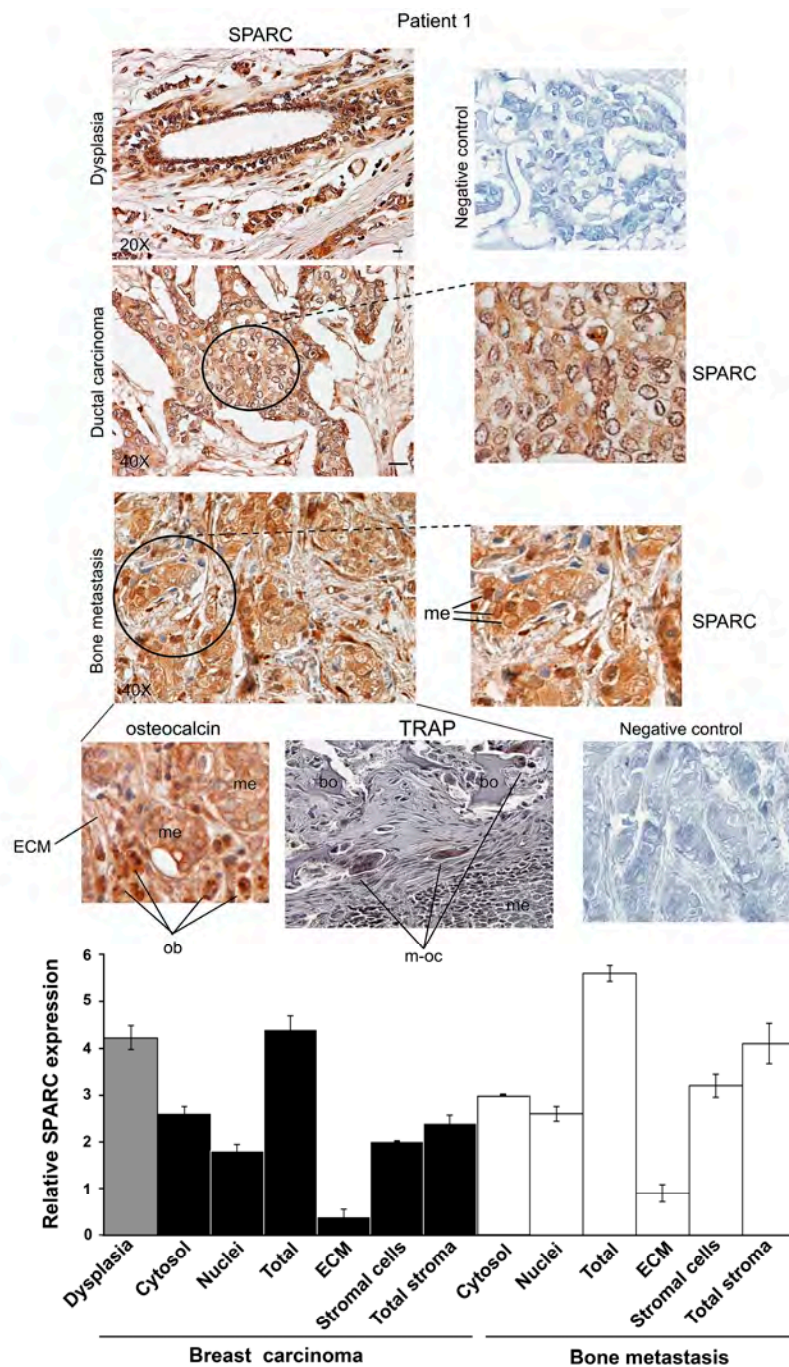 Patient 1
SPARC
Dysplasia
20X
Negative control
Ductal carcinoma
40X
SPARC
Bone metastasis
40X
me
SPARC
osteocalcin
TRAP
Negative control
me
me
ECM
ob
bo
bo
me
m-oc
Relative SPARC expression
6
5
4
3
2
1
0
Dysplasia
Cytosol
Nuclei
Total
ECM
Stromal cells
Total stroma
Cytosol
Nuclei
Total
ECM
Stromal cells
Total stroma
Breast carcinoma
Bone metastasis